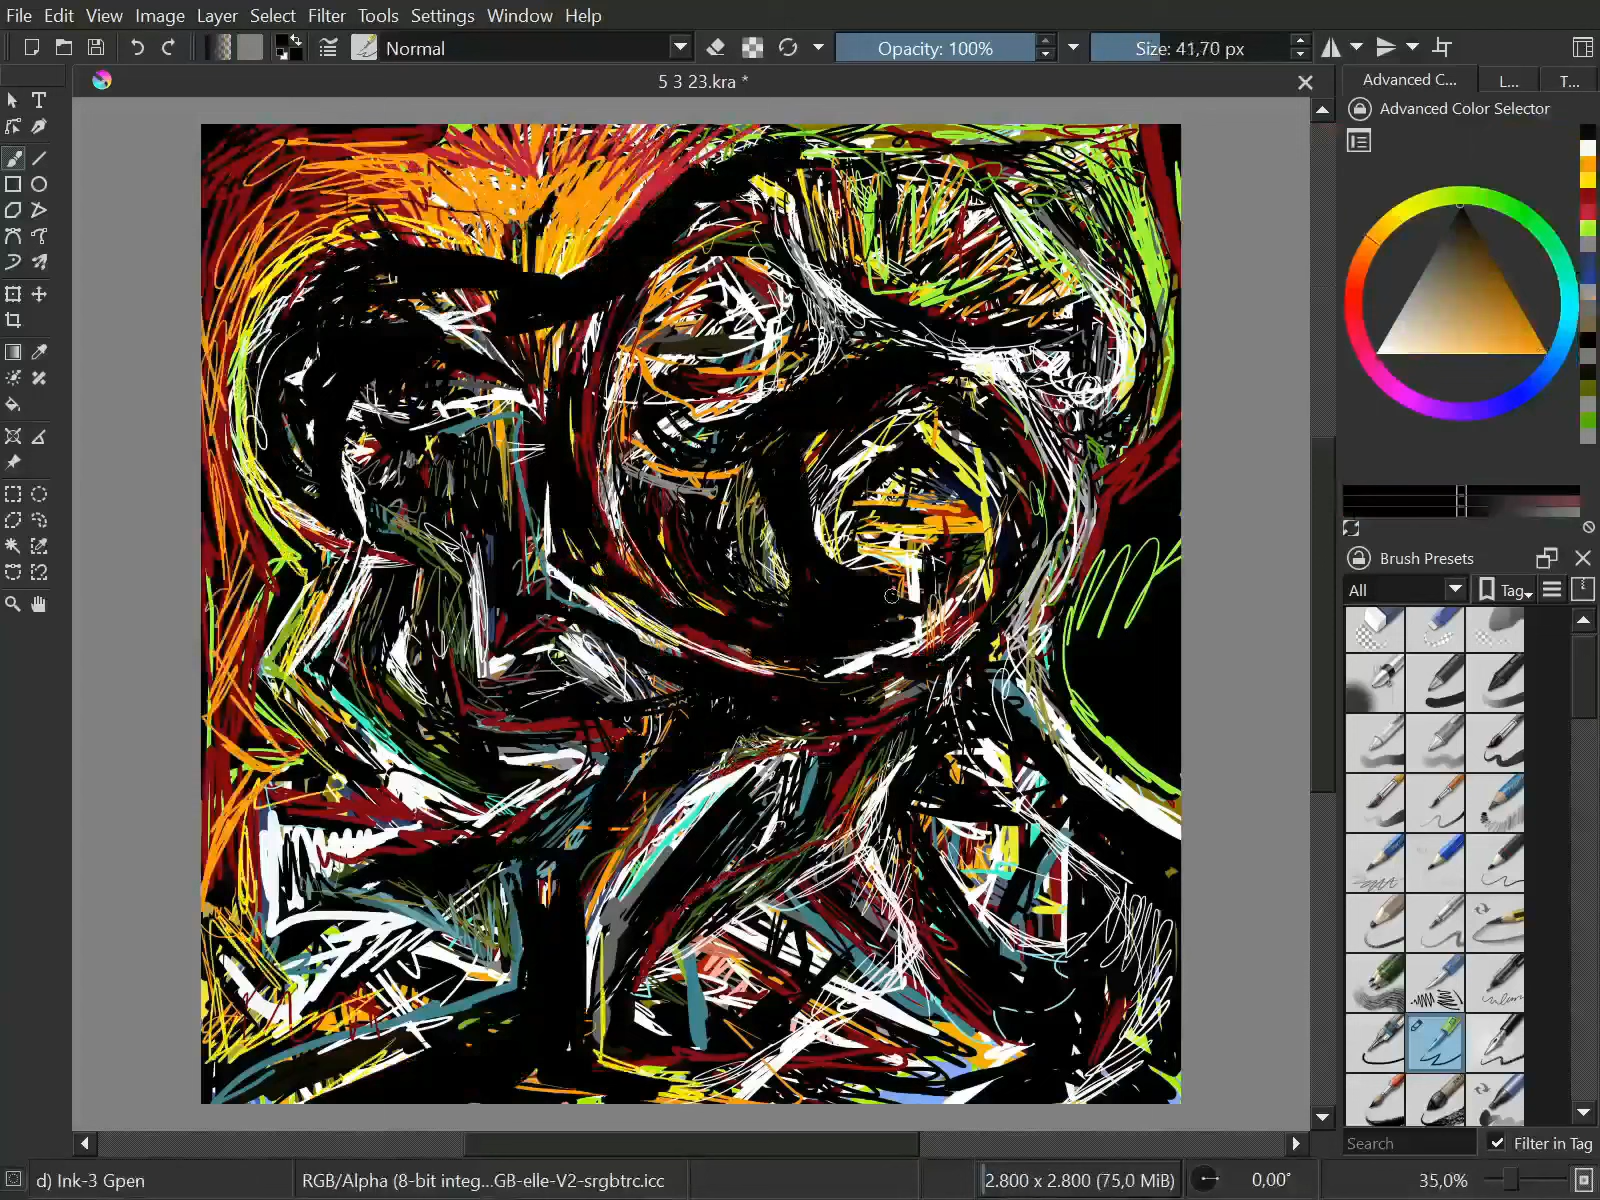 File Edit View Image Layer Select Filter Tools Settings Window Help
Normal Opacity: 100% Size: 41,70 px
5 3 23.kra *
Advanced C... L... T...
Advanced Color Selector
Brush Presets
All Tag
Search Filter in Tag
d) Ink-3 Gpen RGB/Alpha (8-bit integ...GB-elle-V2-srgbtrc.icc 2.800 x 2.800 (75,0 MiB) 0,00° 35,0%